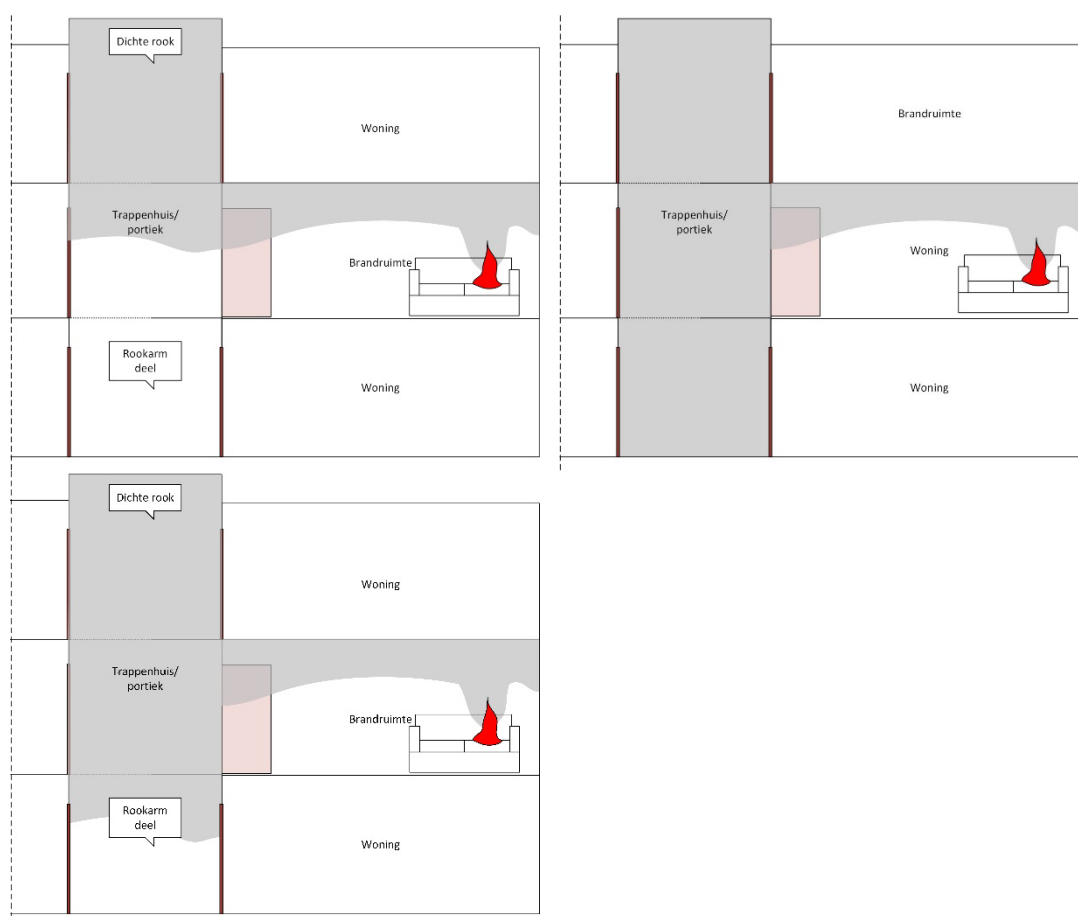 Dichte rook
Woning
Trappenhuis/
portiek
Brandruimte
Rookarm
deel
Woning
Brandruimte
Trappenhuis/
portiek
Woning
Woning
Dichte rook
Woning
Trappenhuis/
portiek
Brandruimte
Rookarm
deel
Woning